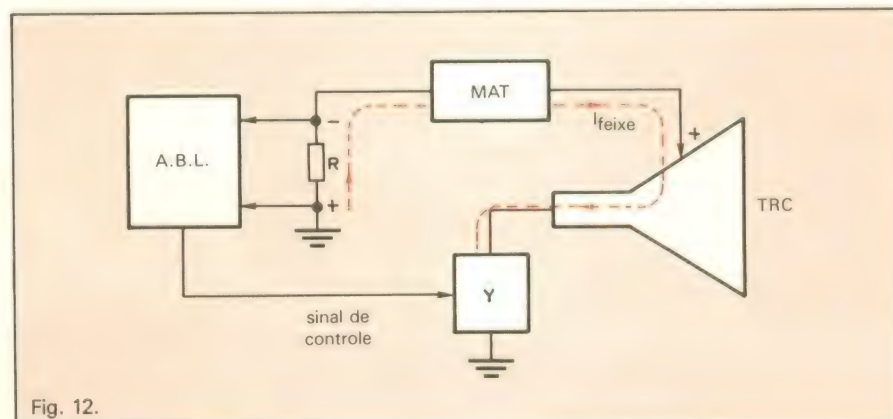 MAT
I feixe
A.B.L.
-
R
+
+
TRC
Y
sinal de
controle
Fig. 12.